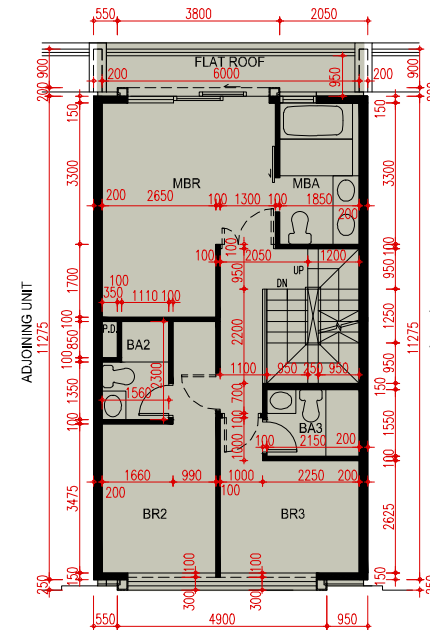 550 3800 2050
FLAT ROOF
900 200 6000 950 200 900
200 200
150 150
3300 MBR MBA 3300
200 2650 100 1300 100 1850
200
100
100 2050 1200 100
UP
950 DN 950
1700
100
350 1110 100 2200 1250
ADJOINING UNIT
11275 11275
100 P.D. BA2
850 N
100 1100 950 250 950 950
1350 1560 2300 700 150
100 1000 BA3 1550
100 100 2150 200 100
1660 990 1000 2250 200
200 100
3475 BR2 BR3 2625
100 100
150 150
250 300 300 250
550 4900 950